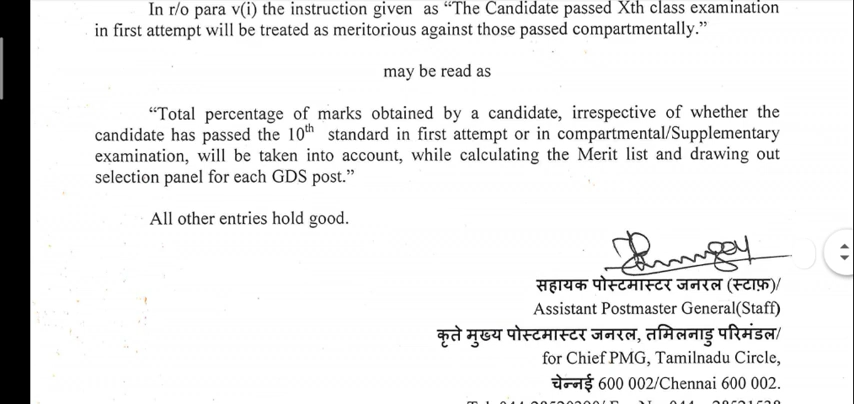 In r/o para v(i) the instruction given as “The Candidate passed Xth class examination
in first attempt will be treated as meritorious against those passed compartmentally.”
may be read as
“Total percentage of marks obtained by a candidate, irrespective of whether the
candidate has passed the 10th standard in first attempt or in compartmental/Supplementary
examination, will be taken into account, while calculating the Merit list and drawing out
selection panel for each GDS post.”
All other entries hold good.
सहायक पोस्टमास्टर जनरल (स्टाफ़)/
Assistant Postmaster General(Staff)
कृते मुख्य पोस्टमास्टर जनरल, तमिलनाडु परिमंडल/
for Chief PMG, Tamilnadu Circle,
चेन्नई 600 002/Chennai 600 002.